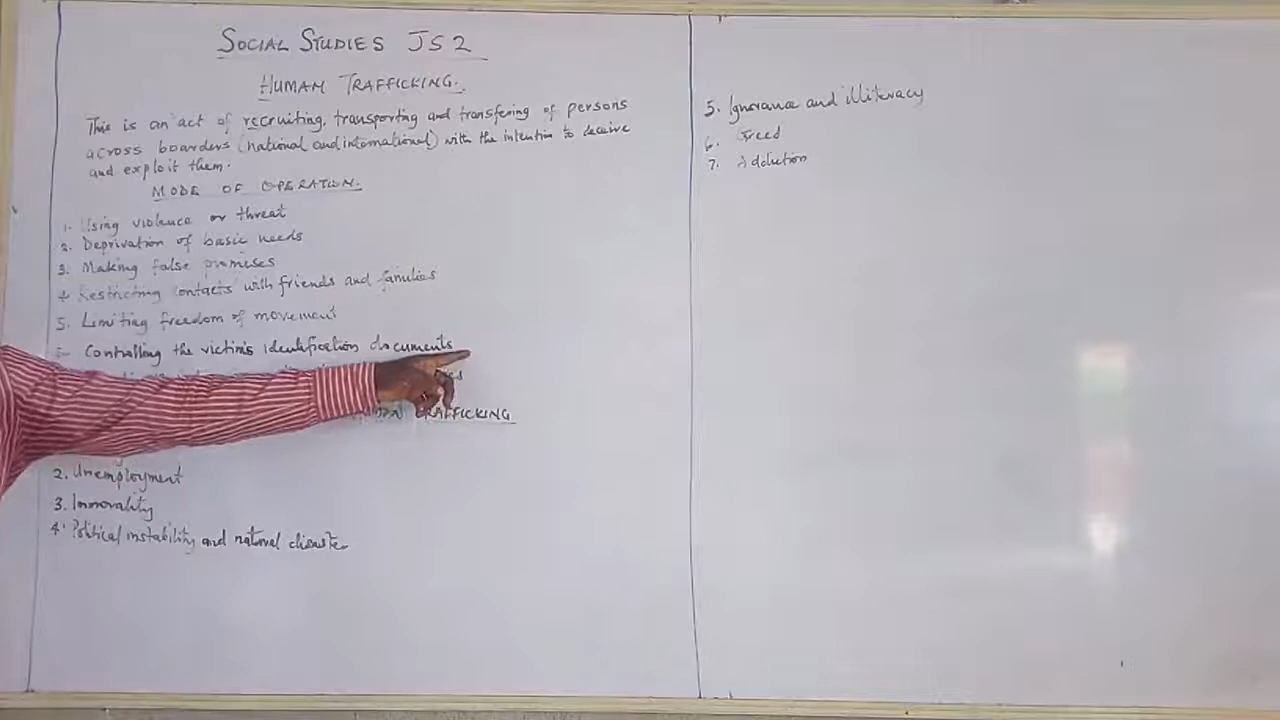 SOCIAL STUDIES JS2
HUMAN TRAFFICKING.
This is an act of recruiting, transporting and transfering of persons
across boarders (national and international) with the intention to deceive
and exploit them.
MODE OF OPERATION.
1. Using violence or threat
2. Deprivation of basic needs
3. Making false promises
4 Restricting contacts with friends and families
5. Limiting freedom of movement
Controlling the victim's identification documents
TRAFFICKING
2. Unemployment
3. Immorality
4. Political instability and natural disaster
5. Ignorance and illiteracy
6. Greed
7. Addiction